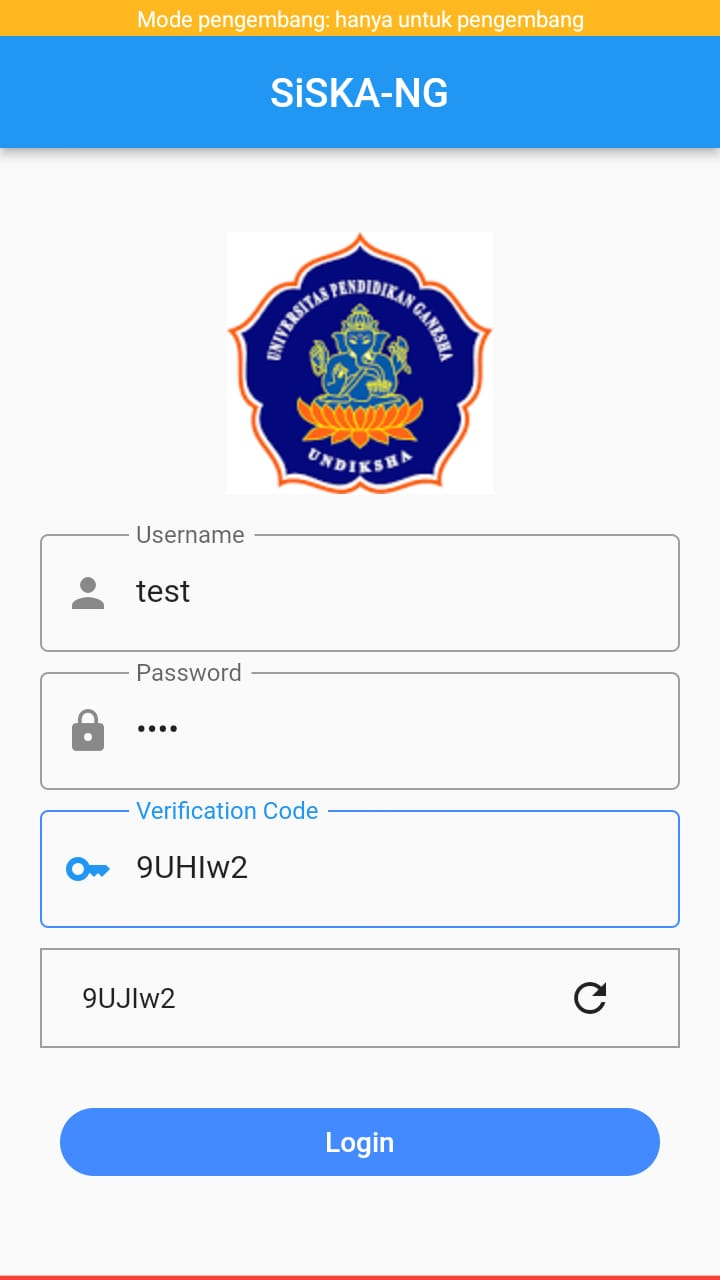 Mode pengembang: hanya untuk pengembang
SiSKA-NG
UNIVERSITAS PENDIDIKAN GANESHA
UNDIKSHA
Username
test
Password
••••
Verification Code
9UHIw2
9UJIw2
Login